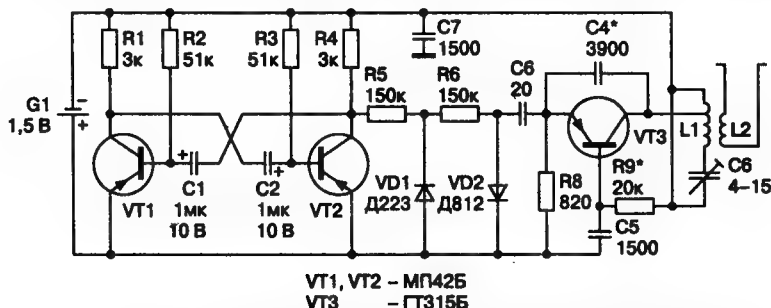 R1
3к
R2
51к
R3
51к
R4
3к
C7
1500
C4*
3900
R5
150к
R6
150к
C6
20
G1
1,5 В
–
+
VT1
+
C1
1мк
10 В
C2
+
1мк
10 В
VT2
VD1
Д223
VD2
Д812
VT3
R8
820
R9*
20к
C5
1500
L1
L2
C6
4–15
VT1, VT2 – МП42Б
VT3 – ГТ315Б